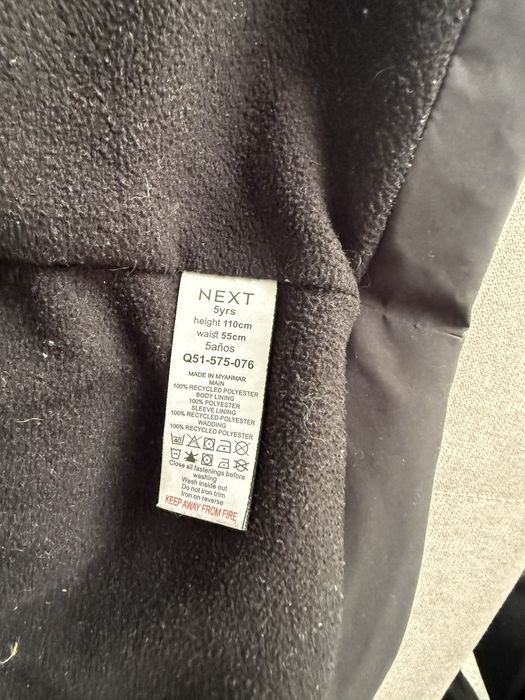 NEXT
5yrs
height 110cm
waist 55cm
5años
Q51-575-076
MADE IN MYANMAR
MAIN
100% RECYCLED POLYESTER
BODY LINING
100% POLYESTER
SLEEVE LINING
100% RECYCLED POLYESTER
WADDING
100% RECYCLED POLYESTER
40
Close all fastenings before
washing
Wash inside out
Do not iron trim
Iron on reverse
KEEP AWAY FROM FIRE